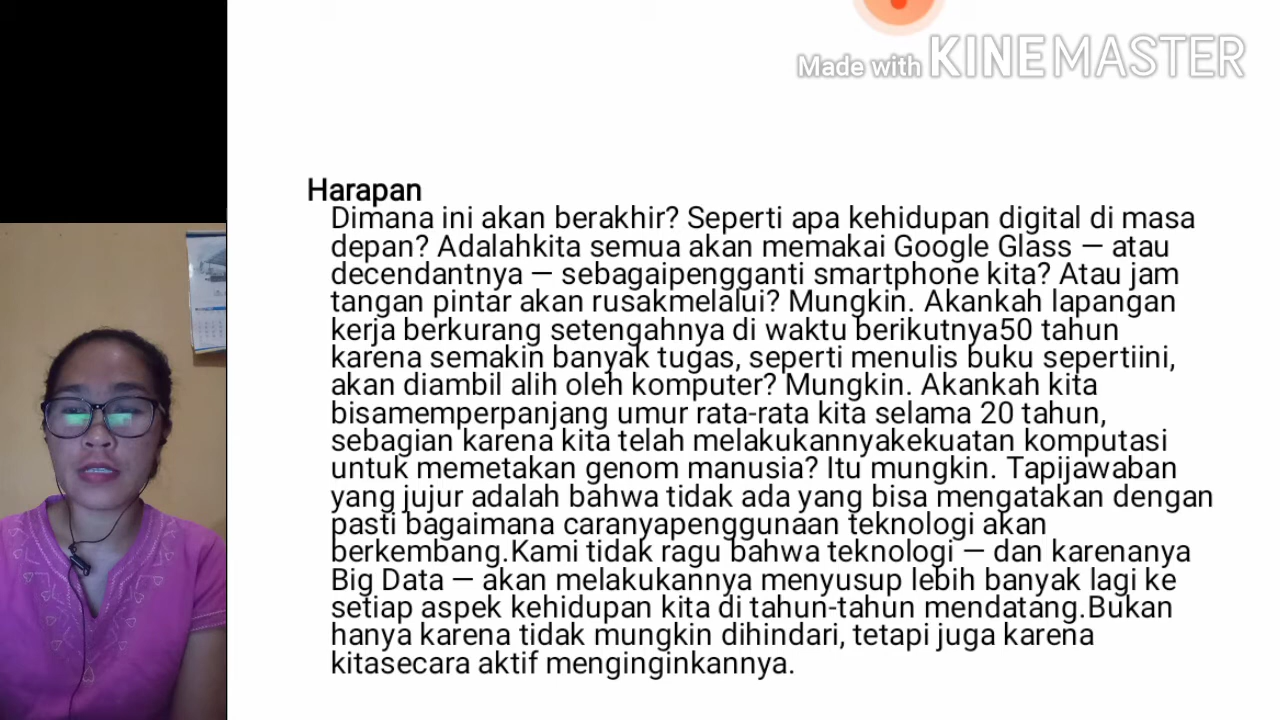 Made with KINEMASTER
Harapan
Dimana ini akan berakhir? Seperti apa kehidupan digital di masa
depan? Adalahkita semua akan memakai Google Glass — atau
decendantnya — sebagaipengganti smartphone kita? Atau jam
tangan pintar akan rusakmelalui? Mungkin. Akankah lapangan
kerja berkurang setengahnya di waktu berikutnya50 tahun
karena semakin banyak tugas, seperti menulis buku sepertiini,
akan diambil alih oleh komputer? Mungkin. Akankah kita
bisamemperpanjang umur rata-rata kita selama 20 tahun,
sebagian karena kita telah melakukannyakekuatan komputasi
untuk memetakan genom manusia? Itu mungkin. Tapijawaban
yang jujur adalah bahwa tidak ada yang bisa mengatakan dengan
pasti bagaimana caranyapenggunaan teknologi akan
berkembang.Kami tidak ragu bahwa teknologi — dan karenanya
Big Data — akan melakukannya menyusup lebih banyak lagi ke
setiap aspek kehidupan kita di tahun-tahun mendatang.Bukan
hanya karena tidak mungkin dihindari, tetapi juga karena
kitasecara aktif menginginkannya.